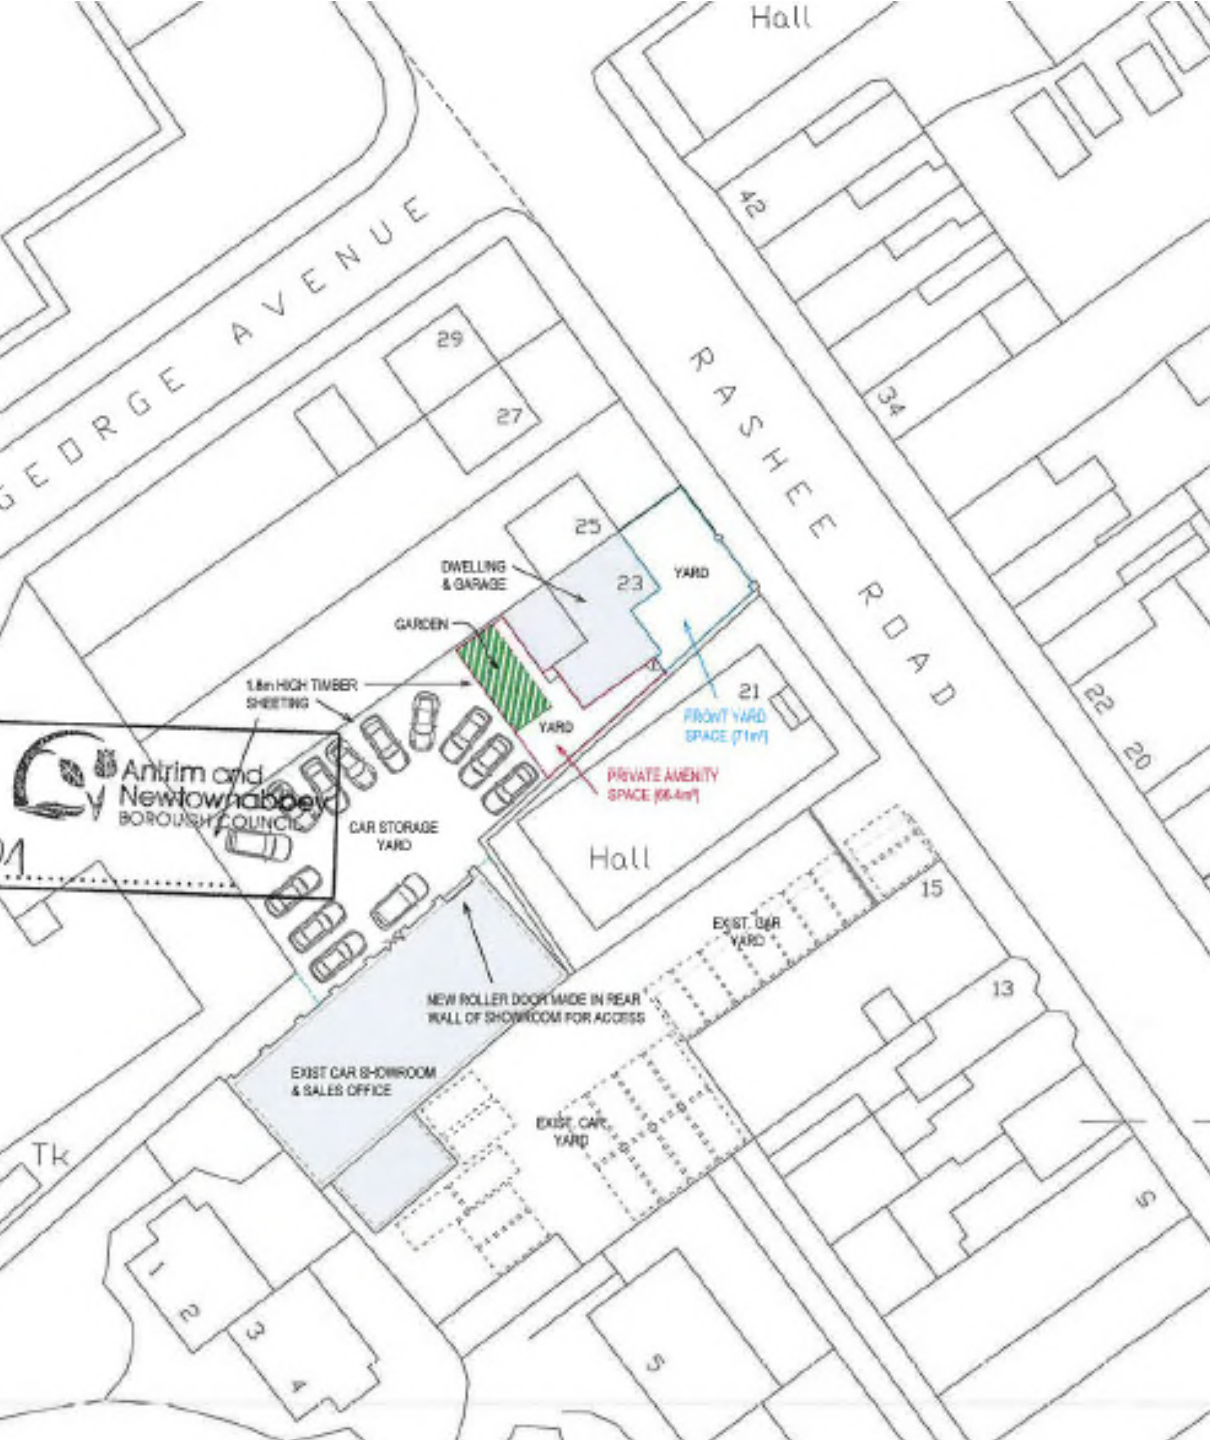 Hall
42
GEORGE AVENUE
29
27
34
RASHEE ROAD
25
DWELLING
& GARAGE
23
YARD
GARDEN
1.8m HIGH TIMBER
SHEETING
21
22
FRONT YARD
SPACE (71m²)
YARD
20
PRIVATE AMENITY
SPACE (66.4m²)
Antrim and
Newtownabbey
BOROUGH COUNCIL
CAR STORAGE
YARD
Hall
15
EXIST. CAR
YARD
13
NEW ROLLER DOOR MADE IN REAR
WALL OF SHOWROOM FOR ACCESS
EXIST CAR SHOWROOM
& SALES OFFICE
EXIST. CAR
YARD
Tk
9
1
2
3
4
5